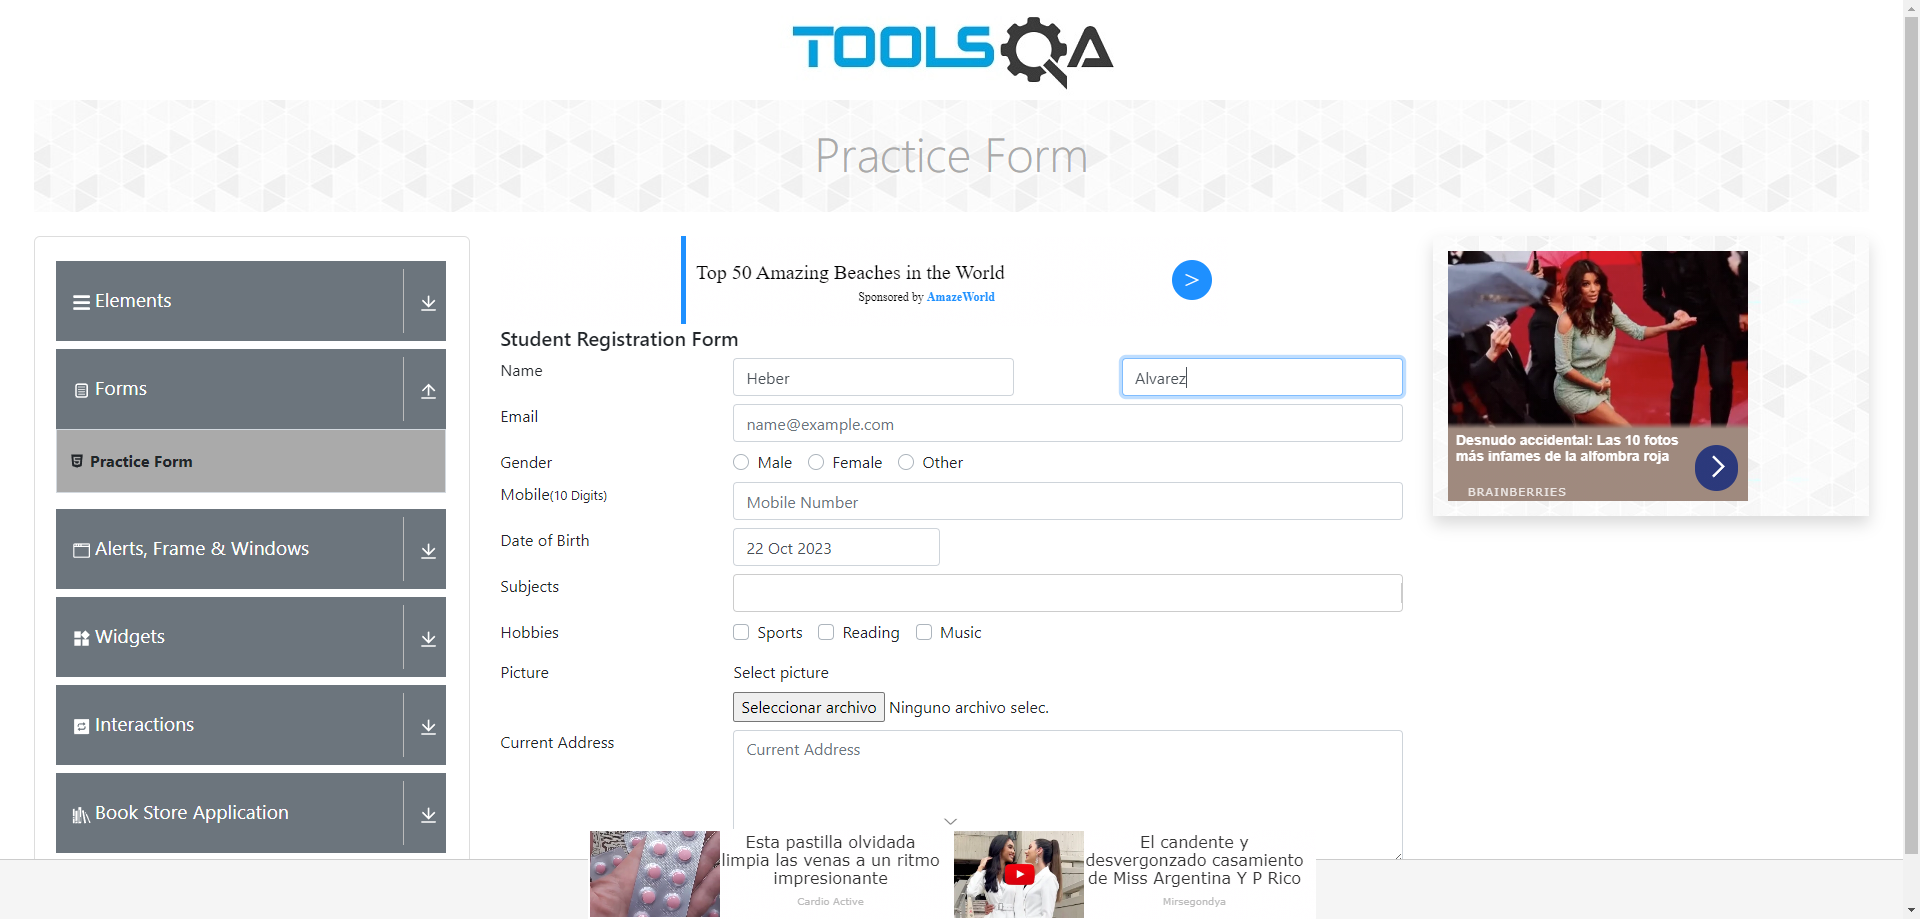 TOOLSQA
Practice Form
Elements
Forms
Practice Form
Alerts, Frame & Windows
Widgets
Interactions
Book Store Application
Top 50 Amazing Beaches in the World
Sponsored by AmazeWorld
>
Student Registration Form
Name
Heber
Alvarez
Email
name@example.com
Gender
Male
Female
Other
Mobile(10 Digits)
Mobile Number
Date of Birth
22 Oct 2023
Subjects
Hobbies
Sports
Reading
Music
Picture
Select picture
Seleccionar archivo
Ninguno archivo selec.
Current Address
Current Address
Desnudo accidental: Las 10 fotos
más infames de la alfombra roja
BRAINBERRIES
Esta pastilla olvidada
limpia las venas a un ritmo
impresionante
Cardio Active
El candente y
desvergonzado casamiento
de Miss Argentina Y P Rico
Mirsegondya